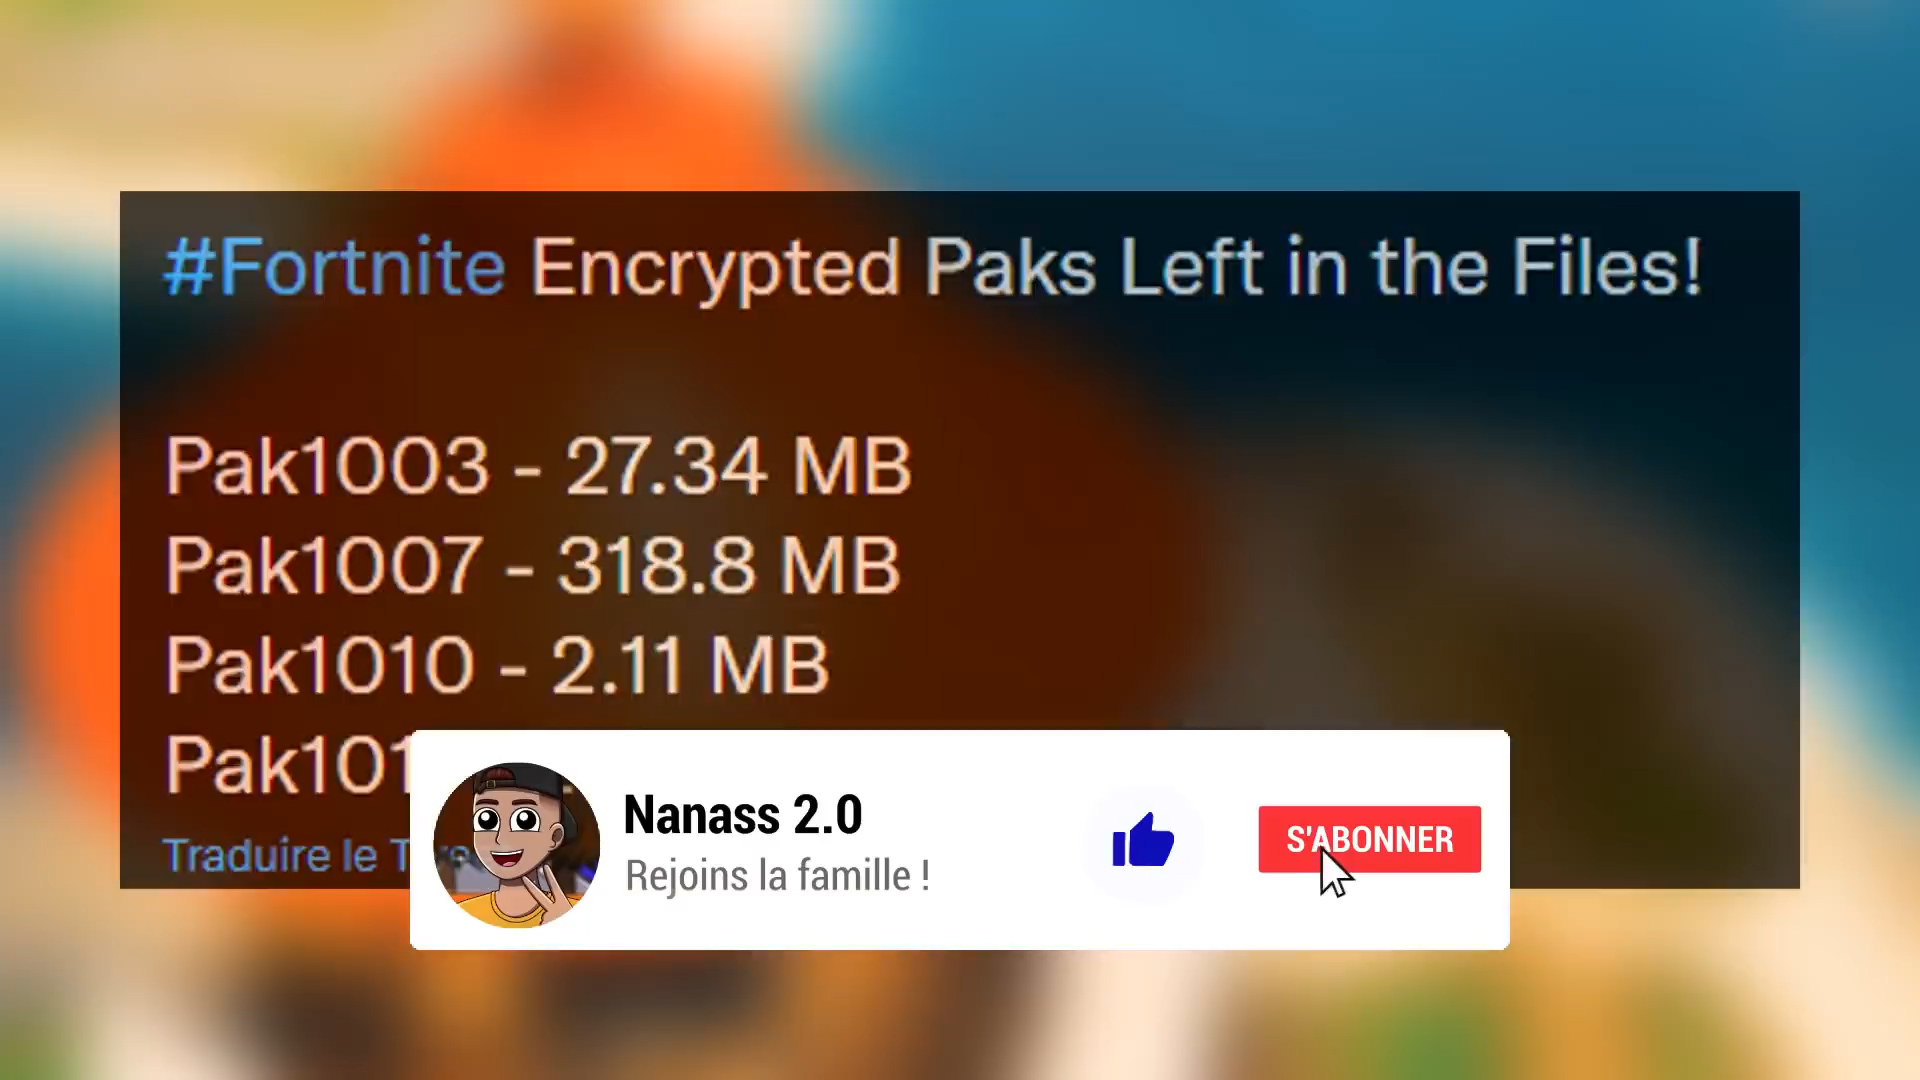 #Fortnite Encrypted Paks Left in the Files!
Pak1003 - 27.34 MB
Pak1007 - 318.8 MB
Pak1010 - 2.11 MB
Traduire le
Nanass 2.0
Rejoins la famille !
S'ABONNER